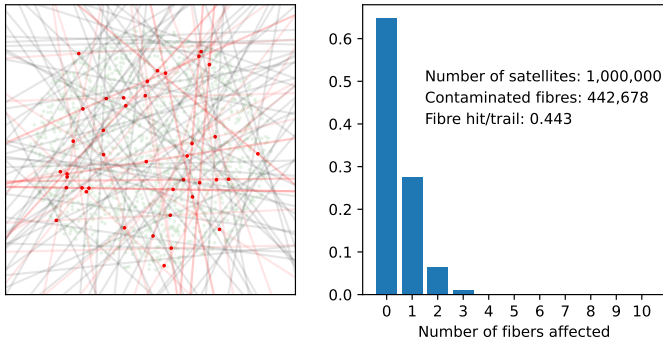 0.6
0.5
0.4
0.3
0.2
0.1
0.0
Number of satellites: 1,000,000
Contaminated fibres: 442,678
Fibre hit/trail: 0.443
0 1 2 3 4 5 6 7 8 9 10
Number of fibers affected